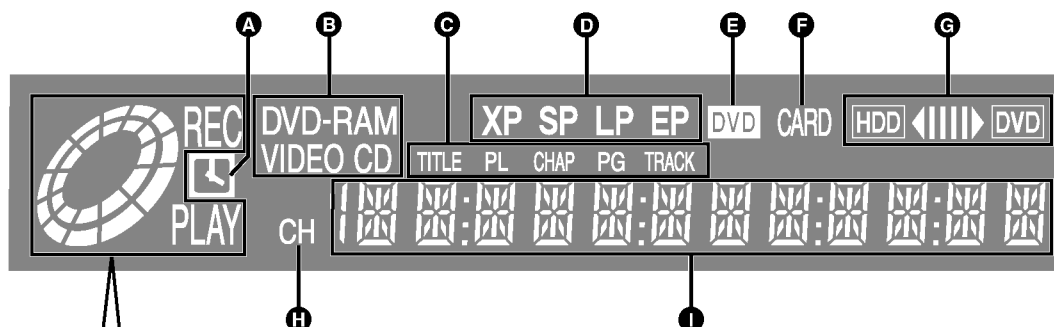 A B C D E F G
REC DVD-RAM XP SP LP EP DVD CARD HDD DVD
VIDEO CD TITLE PL CHAP PG TRACK
PLAY CH
H I